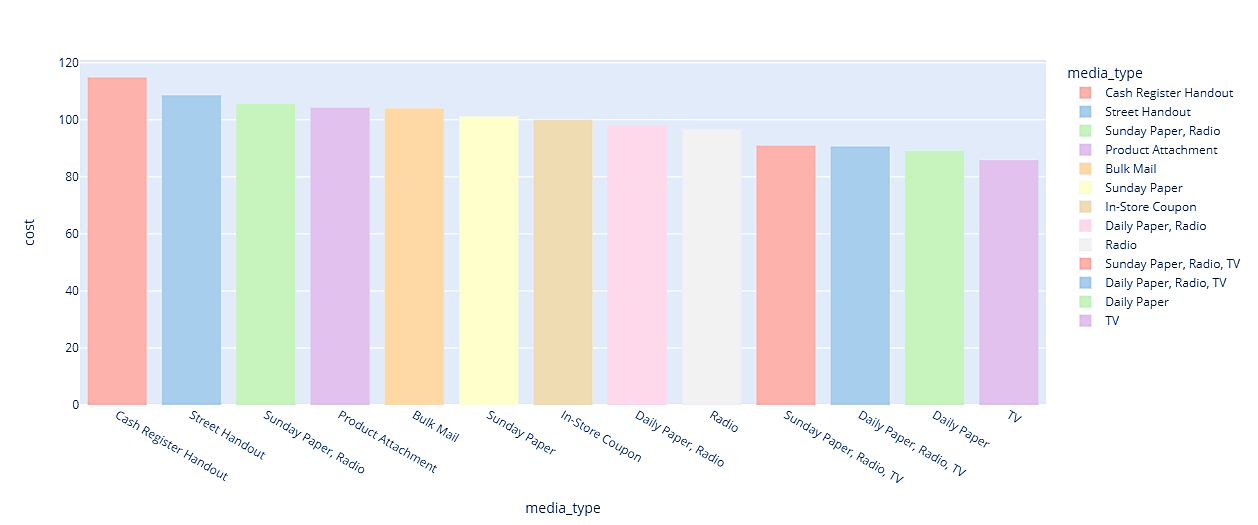 120
100
80
60
40
20
0
cost
Cash Register Handout
Street Handout
Sunday Paper, Radio
Product Attachment
Bulk Mail
Sunday Paper
In-Store Coupon
Daily Paper, Radio
Radio
Sunday Paper, Radio, TV
Daily Paper, Radio, TV
Daily Paper
TV
media_type
media_type
Cash Register Handout
Street Handout
Sunday Paper, Radio
Product Attachment
Bulk Mail
Sunday Paper
In-Store Coupon
Daily Paper, Radio
Radio
Sunday Paper, Radio, TV
Daily Paper, Radio, TV
Daily Paper
TV